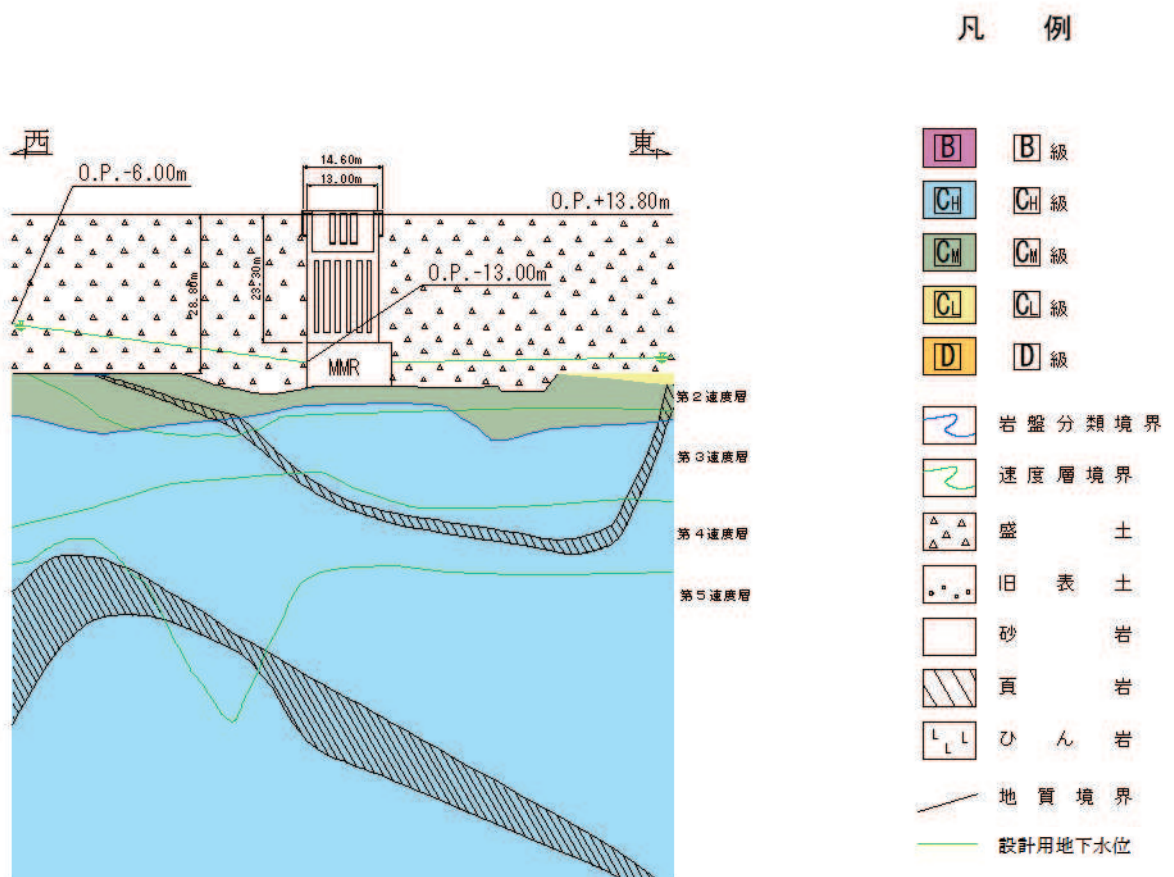 凡 例
西
東
O.P.-6.00m
14.60m
13.00m
O.P.+13.80m
28.80m
23.30m
O.P.-13.00m
MMR
第2速度層
第3速度層
第4速度層
第5速度層
B B 級
CH CH 級
CM CM 級
CL CL 級
D D 級
岩盤分類境界
速度層境界
盛 土
旧 表 土
砂 岩
頁 岩
ひ ん 岩
地 質 境 界
設計用地下水位